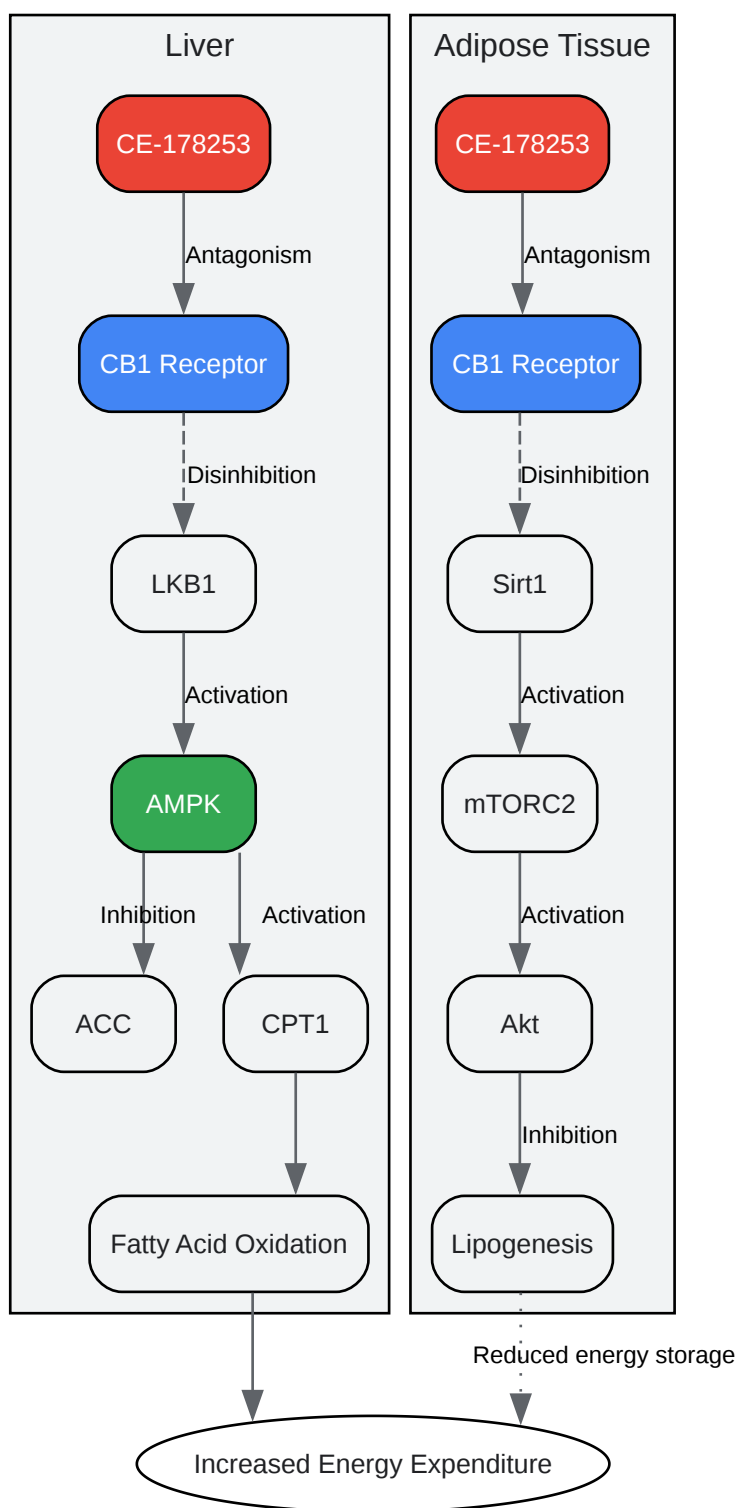 Liver
CE-178253
Antagonism
CB1 Receptor
Disinhibition
LKB1
Activation
AMPK
Inhibition
Activation
ACC
CPT1
Fatty Acid Oxidation
Adipose Tissue
CE-178253
Antagonism
CB1 Receptor
Disinhibition
Sirt1
Activation
mTORC2
Activation
Akt
Inhibition
Lipogenesis
Reduced energy storage
Increased Energy Expenditure